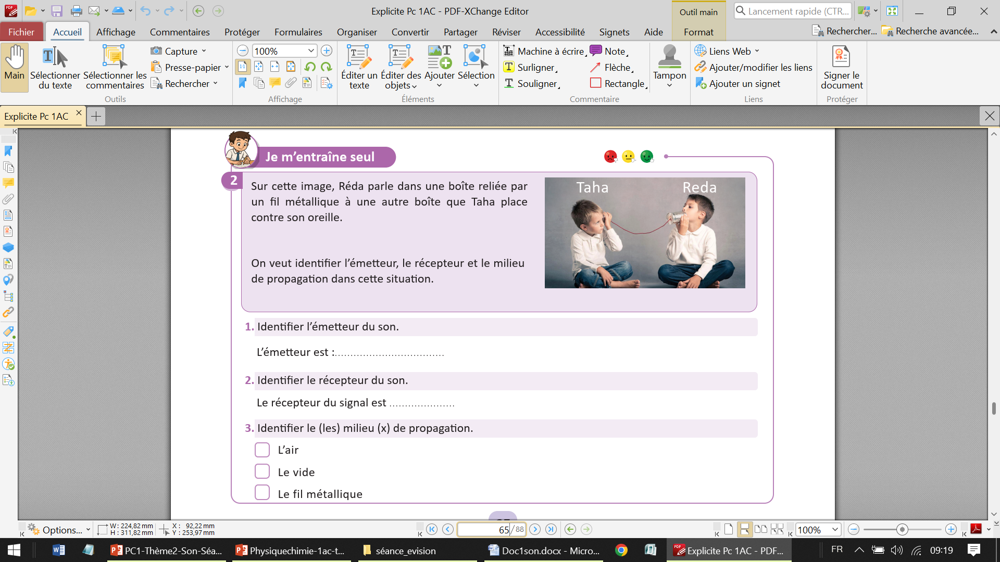 Explicite Pc 1AC - PDF-XChange Editor
Outil main
Lancement rapide (CTR...
Fichier Accueil Affichage Commentaires Protéger Formulaires Organiser Convertir Partager Réviser Accessibilité Signets Aide Format Rechercher... Recherche avancée...
Main
Sélectionner du texte
Sélectionner les commentaires
Capture
Presse-papier
Rechercher
Outils
100%
1:1
Affichage
Éditer un texte
Éditer des objets
Ajouter
Sélection
Éléments
Machine à écrire
Surligner
Souligner
Note
Flèche
Rectangle
Commentaire
Tampon
Liens Web
Ajouter/modifier les liens
Ajouter un signet
Liens
Signer le document
Protéger
Explicite Pc 1AC
Je m’entraîne seul
2
Sur cette image, Réda parle dans une boîte reliée par
un fil métallique à une autre boîte que Taha place
contre son oreille.
On veut identifier l’émetteur, le récepteur et le milieu
de propagation dans cette situation.
Taha Reda
1. Identifier l’émetteur du son.
L’émetteur est :...................................
2. Identifier le récepteur du son.
Le récepteur du signal est .....................
3. Identifier le (les) milieu (x) de propagation.
L’air
Le vide
Le fil métallique
Options...
W : 224,82 mm
H : 311,82 mm
X : 92,22 mm
Y : 253,97 mm
65 / 88
100%
PC1-Thème2-Son-Séa...
Physiquechimie-1ac-t...
séance_evision
Doc1son.docx - Micro...
Explicite Pc 1AC - PDF...
FR
09:19